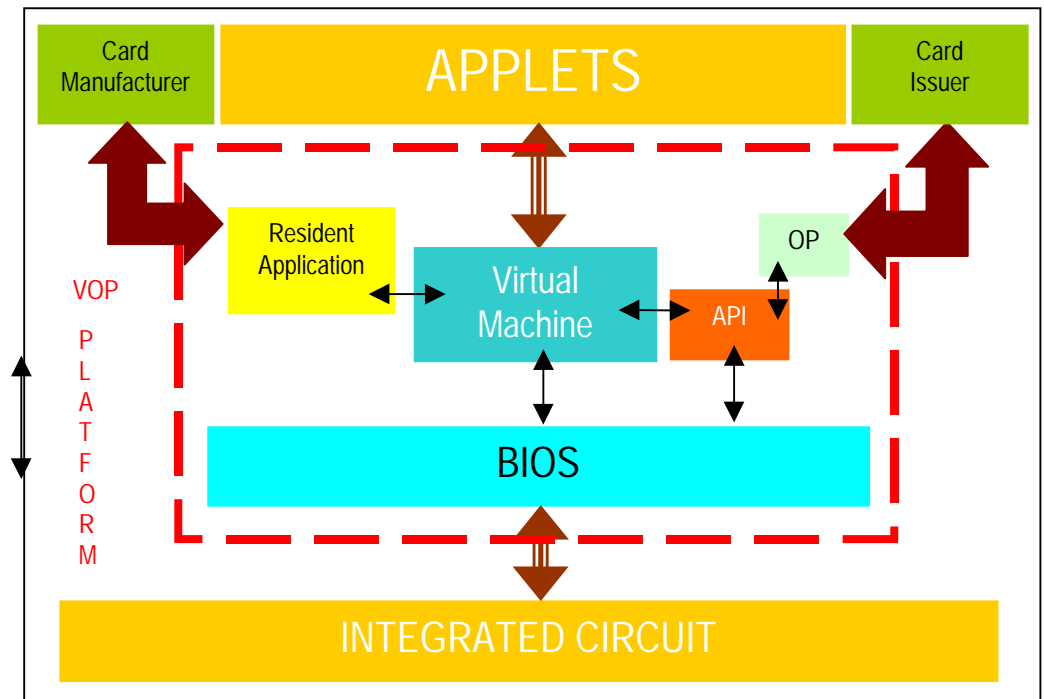 Card
Manufacturer
APPLETS
Card
Issuer
Resident
Application
OP
VOP
Virtual
Machine
API
P
L
A
T
F
O
R
M
BIOS
INTEGRATED CIRCUIT